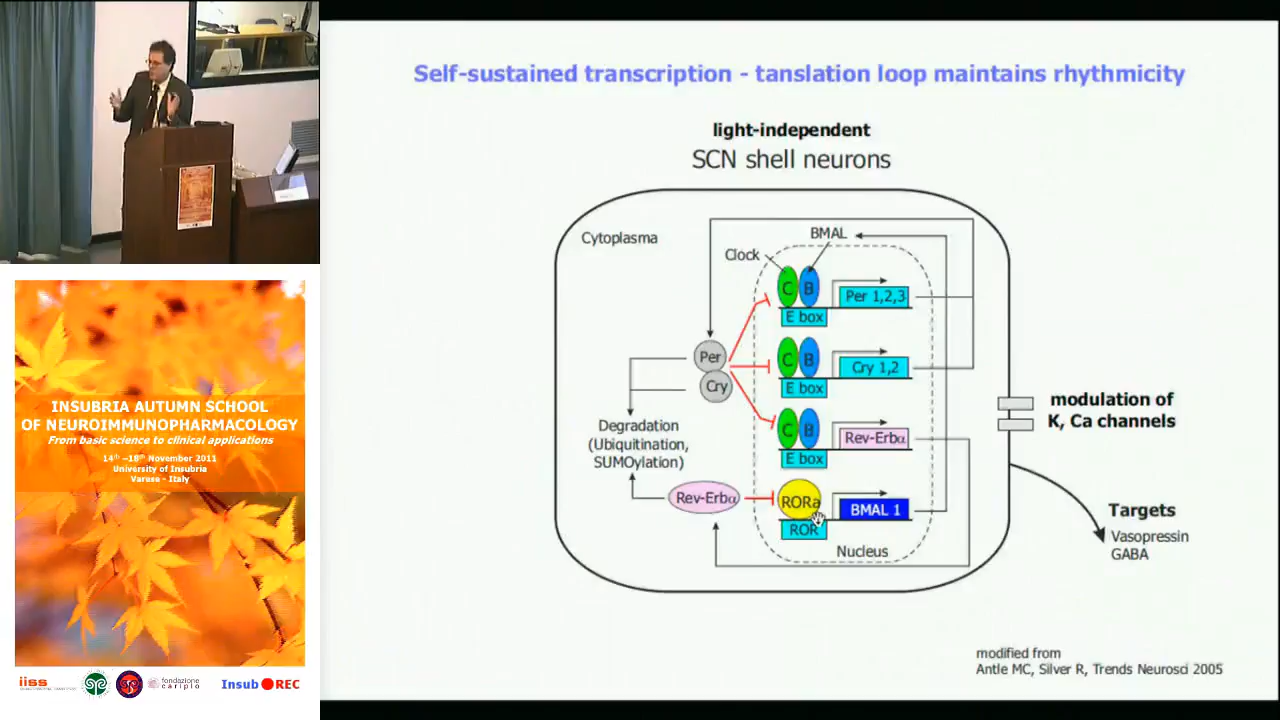 Self-sustained transcription - tanslation loop maintains rhythmicity
light-independent
SCN shell neurons
Cytoplasma
BMAL
Clock
C B
Per 1,2,3
E box
C B
Cry 1,2
E box
Per
Cry
C B
Rev-Erbα
E box
Degradation
(Ubiquitination,
SUMOylation)
Rev-Erbα
RORa
BMAL 1
ROR
Nucleus
modulation of
K, Ca channels
Targets
Vasopressin
GABA
modified from
Antle MC, Silver R, Trends Neurosci 2005
INSUBRIA AUTUMN SCHOOL
OF NEUROIMMUNOPHARMACOLOGY
From basic science to clinical applications
14th –18th November 2011
University of Insubria
Varese - Italy
iiss
fondazione
cariplo
Insub REC